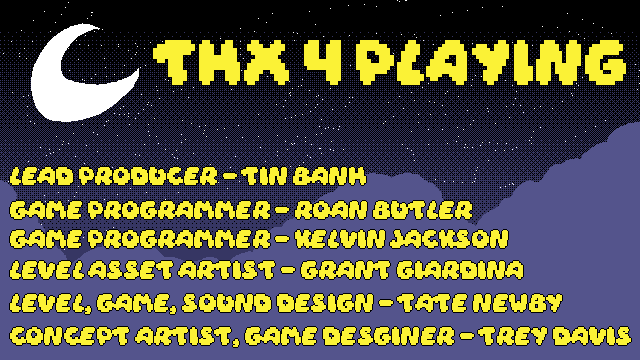 THX 4 PLAYING
LEAD PRODUCER - TIN BANH
GAME PROGRAMMER - ROAN BUTLER
GAME PROGRAMMER - KELVIN JACKSON
LEVEL ASSET ARTIST - GRANT GIARDINA
LEVEL, GAME, SOUND DESIGN - TATE NEWBY
CONCEPT ARTIST, GAME DESGINER - TREY DAVIS